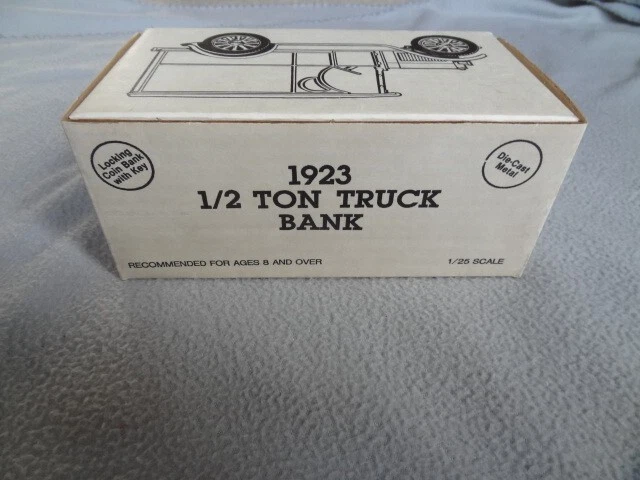 Locking
Coin Bank
with Key
Die-Cast
Metal
1923
1/2 TON TRUCK
BANK
RECOMMENDED FOR AGES 8 AND OVER
1/25 SCALE